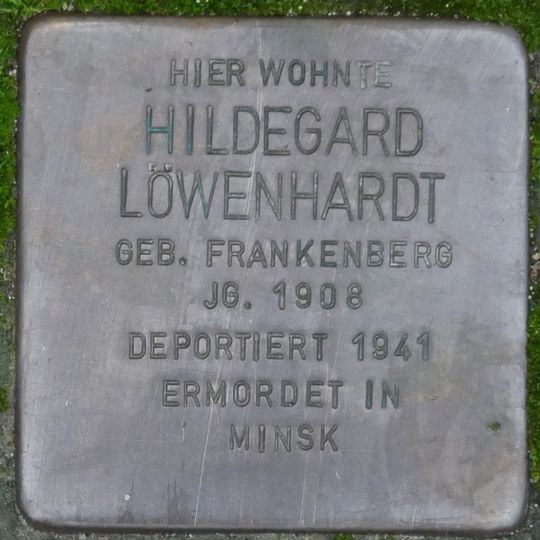 HIER WOHNTE
HILDEGARD
LÖWENHARDT
GEB. FRANKENBERG
JG. 1908
DEPORTIERT 1941
ERMORDET IN
MINSK